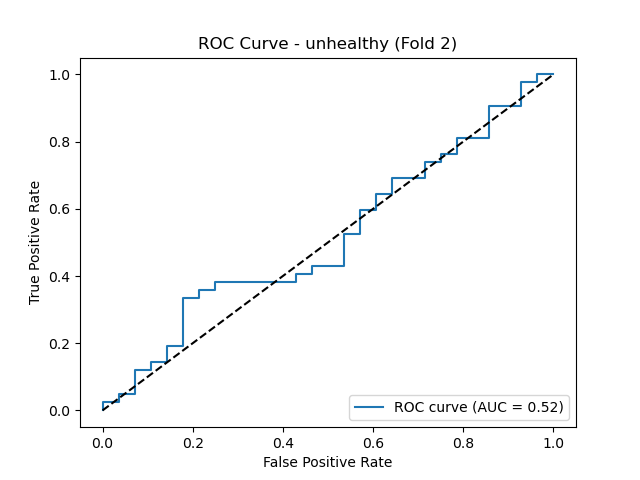 ROC Curve - unhealthy (Fold 2)
1.0
0.8
0.6
0.4
0.2
0.0
True Positive Rate
ROC curve (AUC = 0.52)
0.0 0.2 0.4 0.6 0.8 1.0
False Positive Rate